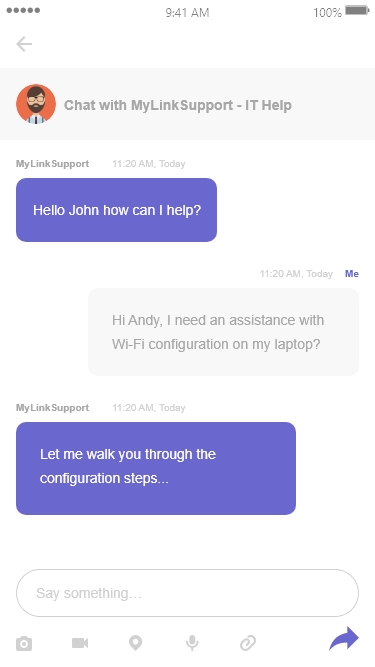 9:41 AM
100%
Chat with MyLinkSupport - IT Help
MyLinkSupport 11:20 AM, Today
Hello John how can I help?
11:20 AM, Today Me
Hi Andy, I need an assistance with
Wi-Fi configuration on my laptop?
MyLinkSupport 11:20 AM, Today
Let me walk you through the
configuration steps...
Say something...